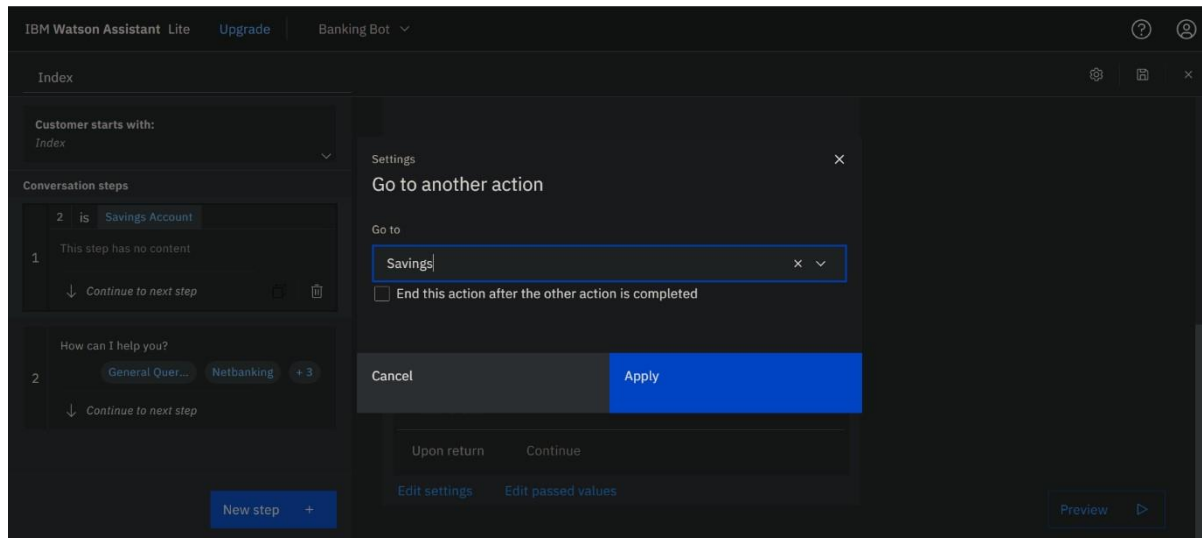 IBM Watson Assistant Lite Upgrade Banking Bot
Index
Customer starts with:
Index
Conversation steps
2 is Savings Account
This step has no content
1
Continue to next step
How can I help you?
General Quer... Netbanking + 3
2
Continue to next step
New step +
Settings
Go to another action
Go to
Savings
End this action after the other action is completed
Cancel Apply
Upon return Continue
Edit settings Edit passed values
Preview